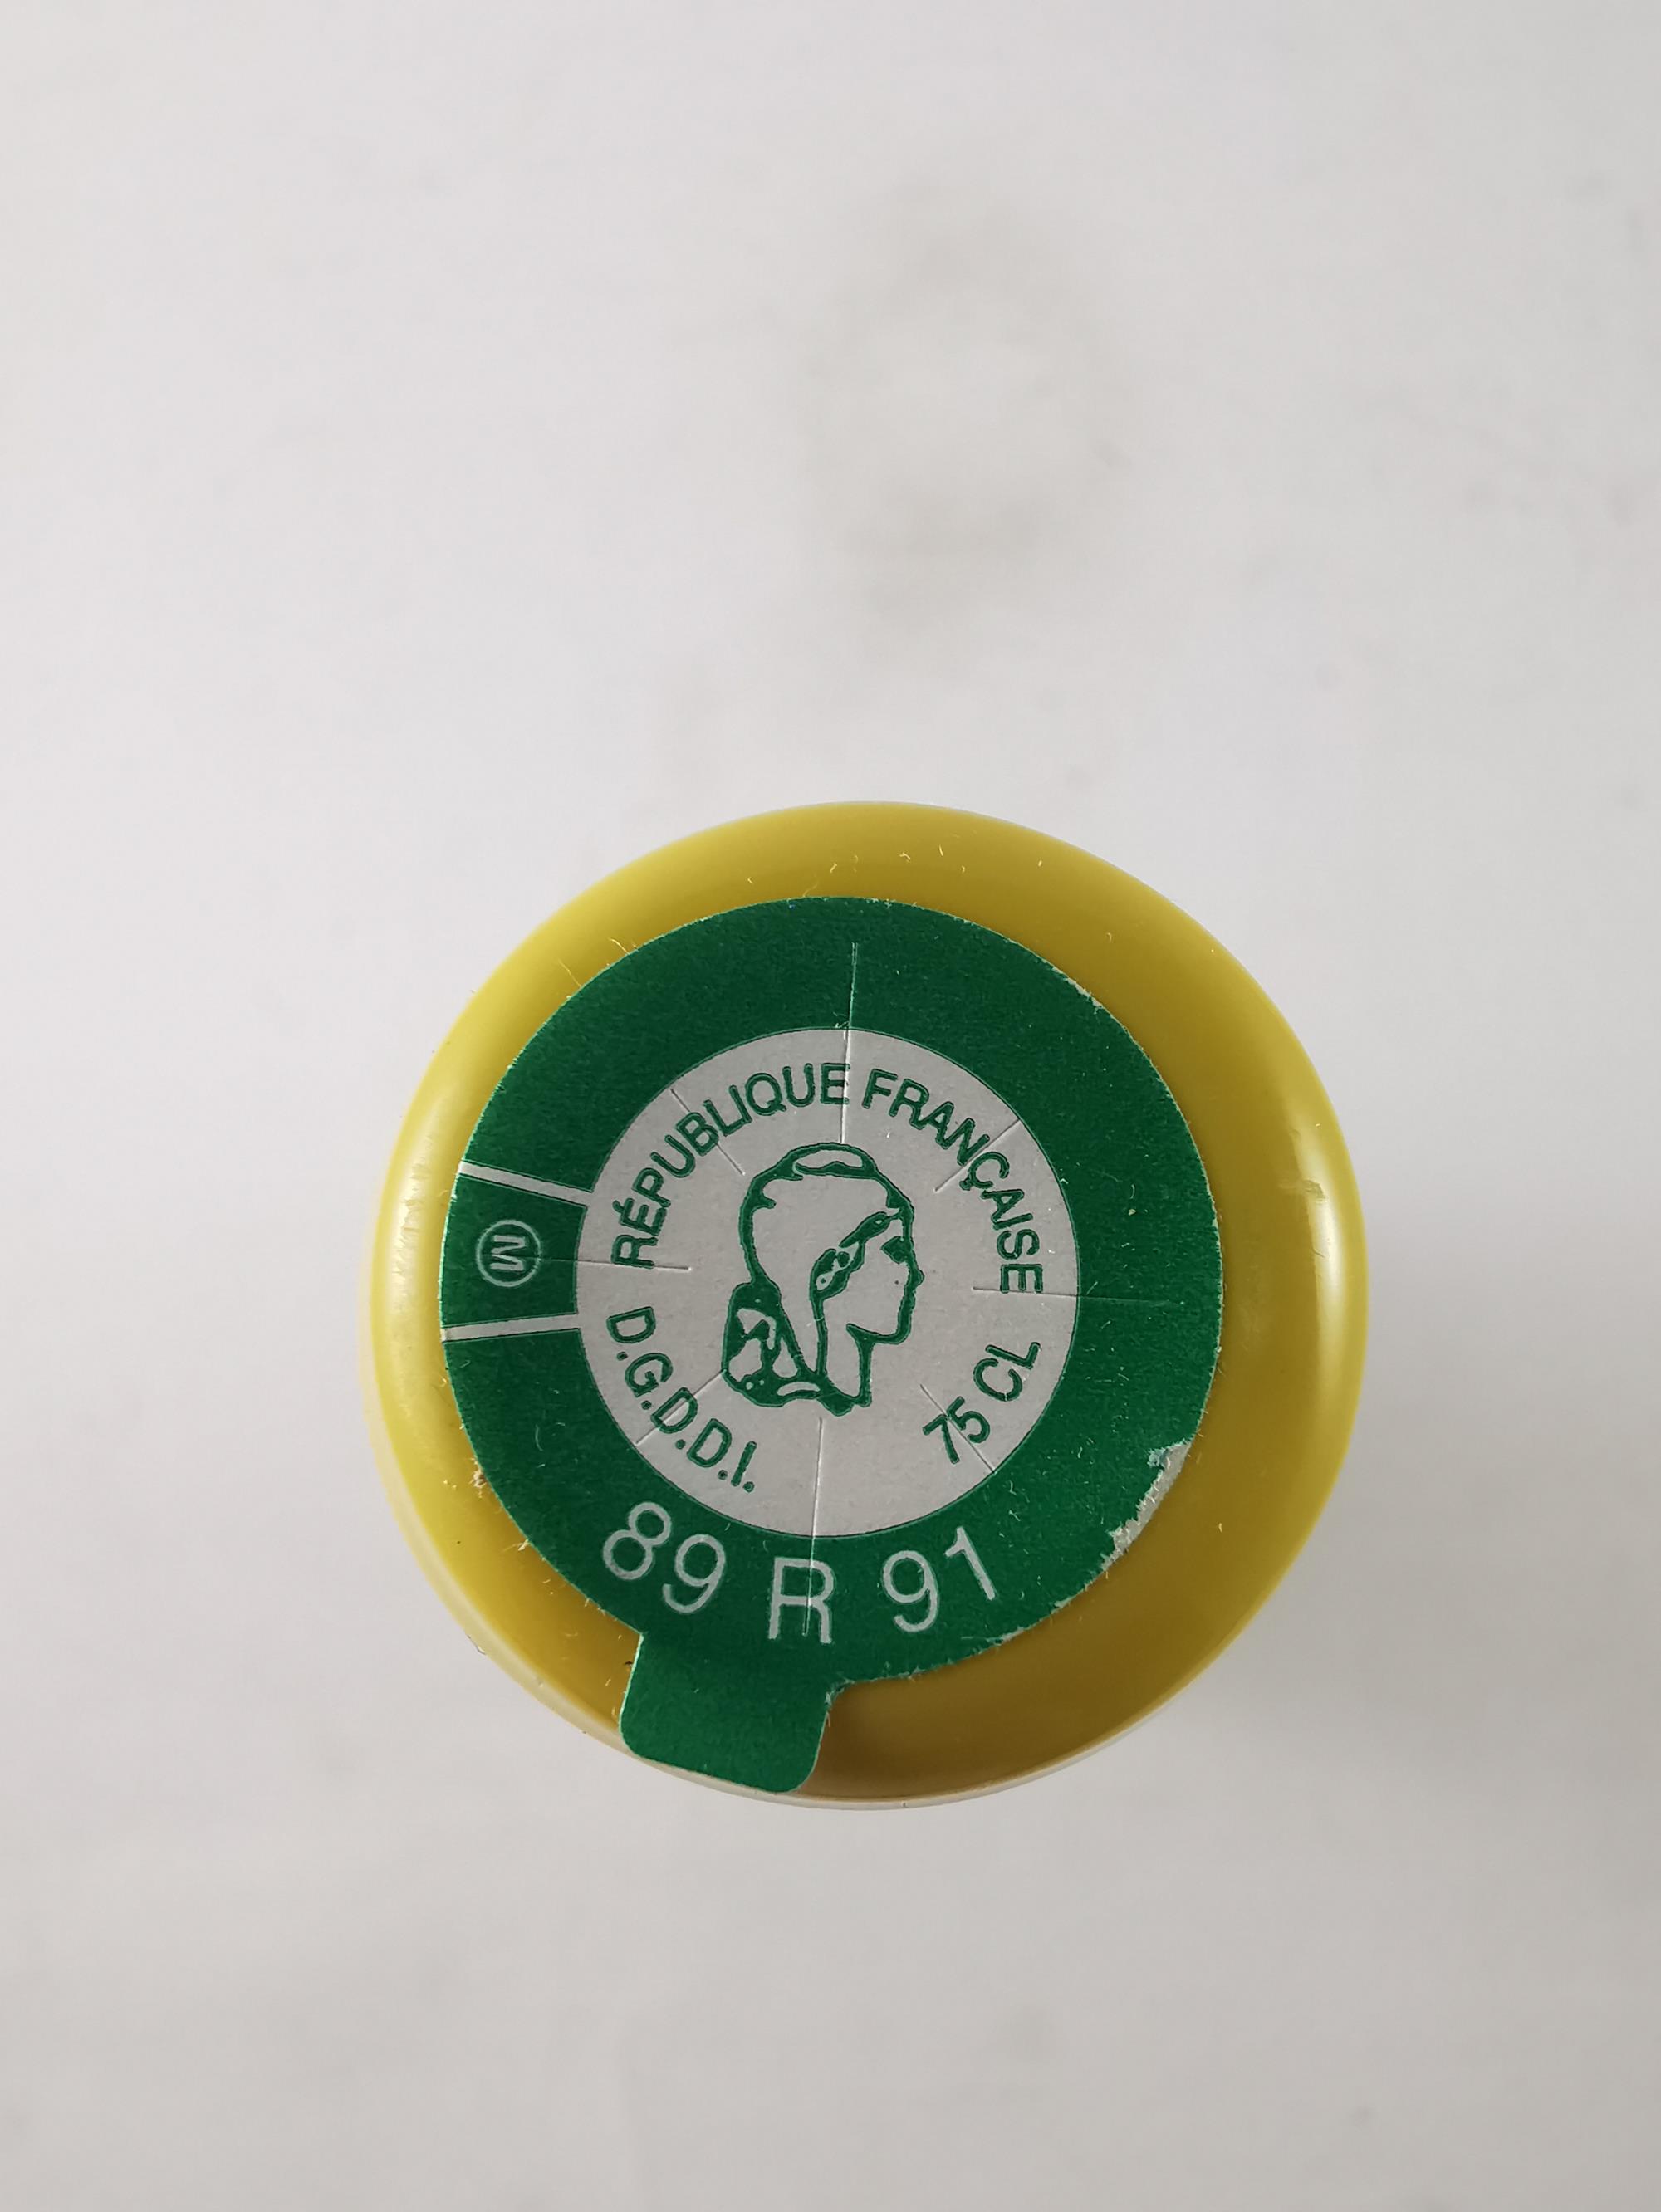 RÉPUBLIQUE FRANÇAISE
M
D.G.D.D.I.
75 CL
89 R 91